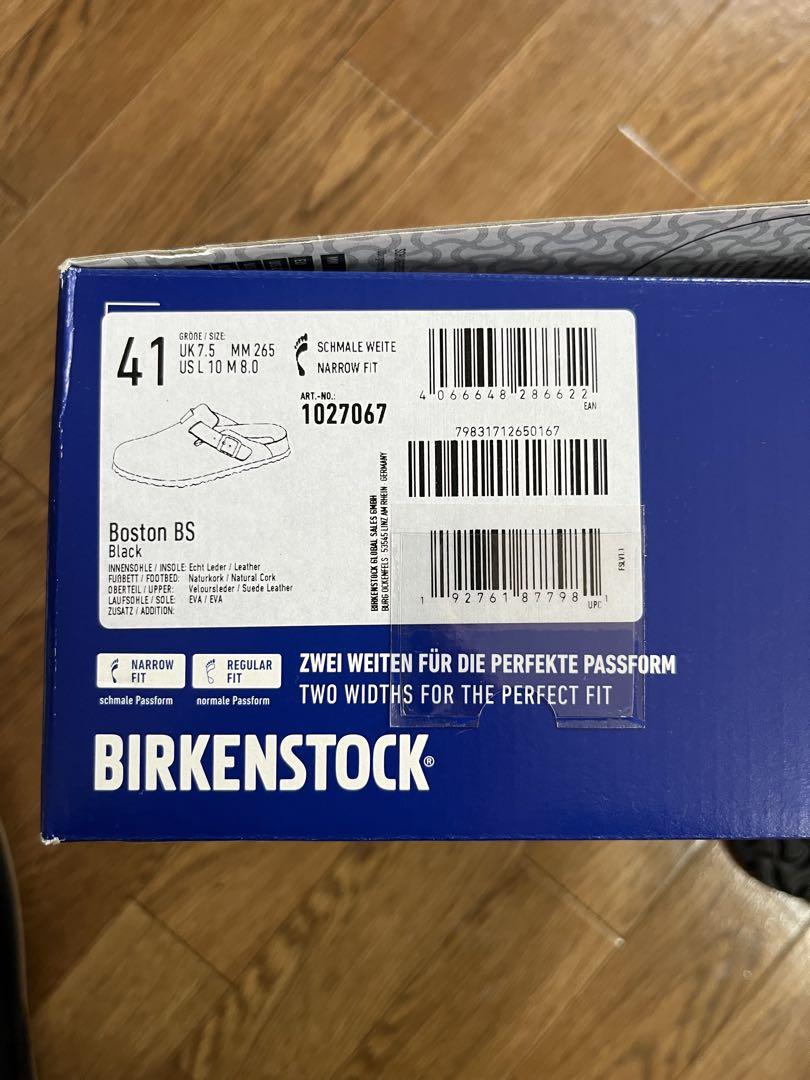 41
GRÖßE / SIZE:
UK 7.5 MM 265
US L 10 M 8.0
SCHMALE WEITE
NARROW FIT
ART.-NO.:
1027067
4 066648 286622
EAN
79831712650167
BIRKENSTOCK GLOBAL SALES GMBH
BURG OCKENFELS · 53545 LINZ AM RHEIN · GERMANY
Boston BS
Black
INNENSOHLE / INSOLE: Echt Leder / Leather
FUßBETT / FOOTBED: Naturkork / Natural Cork
OBERTEIL / UPPER: Veloursleder / Suede Leather
LAUFSOHLE / SOLE: EVA / EVA
ZUSATZ / ADDITION:
1 92761 87798 1
UPC
FSLV1.1
NARROW
FIT
schmale Passform
REGULAR
FIT
normale Passform
ZWEI WEITEN FÜR DIE PERFEKTE PASSFORM
TWO WIDTHS FOR THE PERFECT FIT
BIRKENSTOCK®